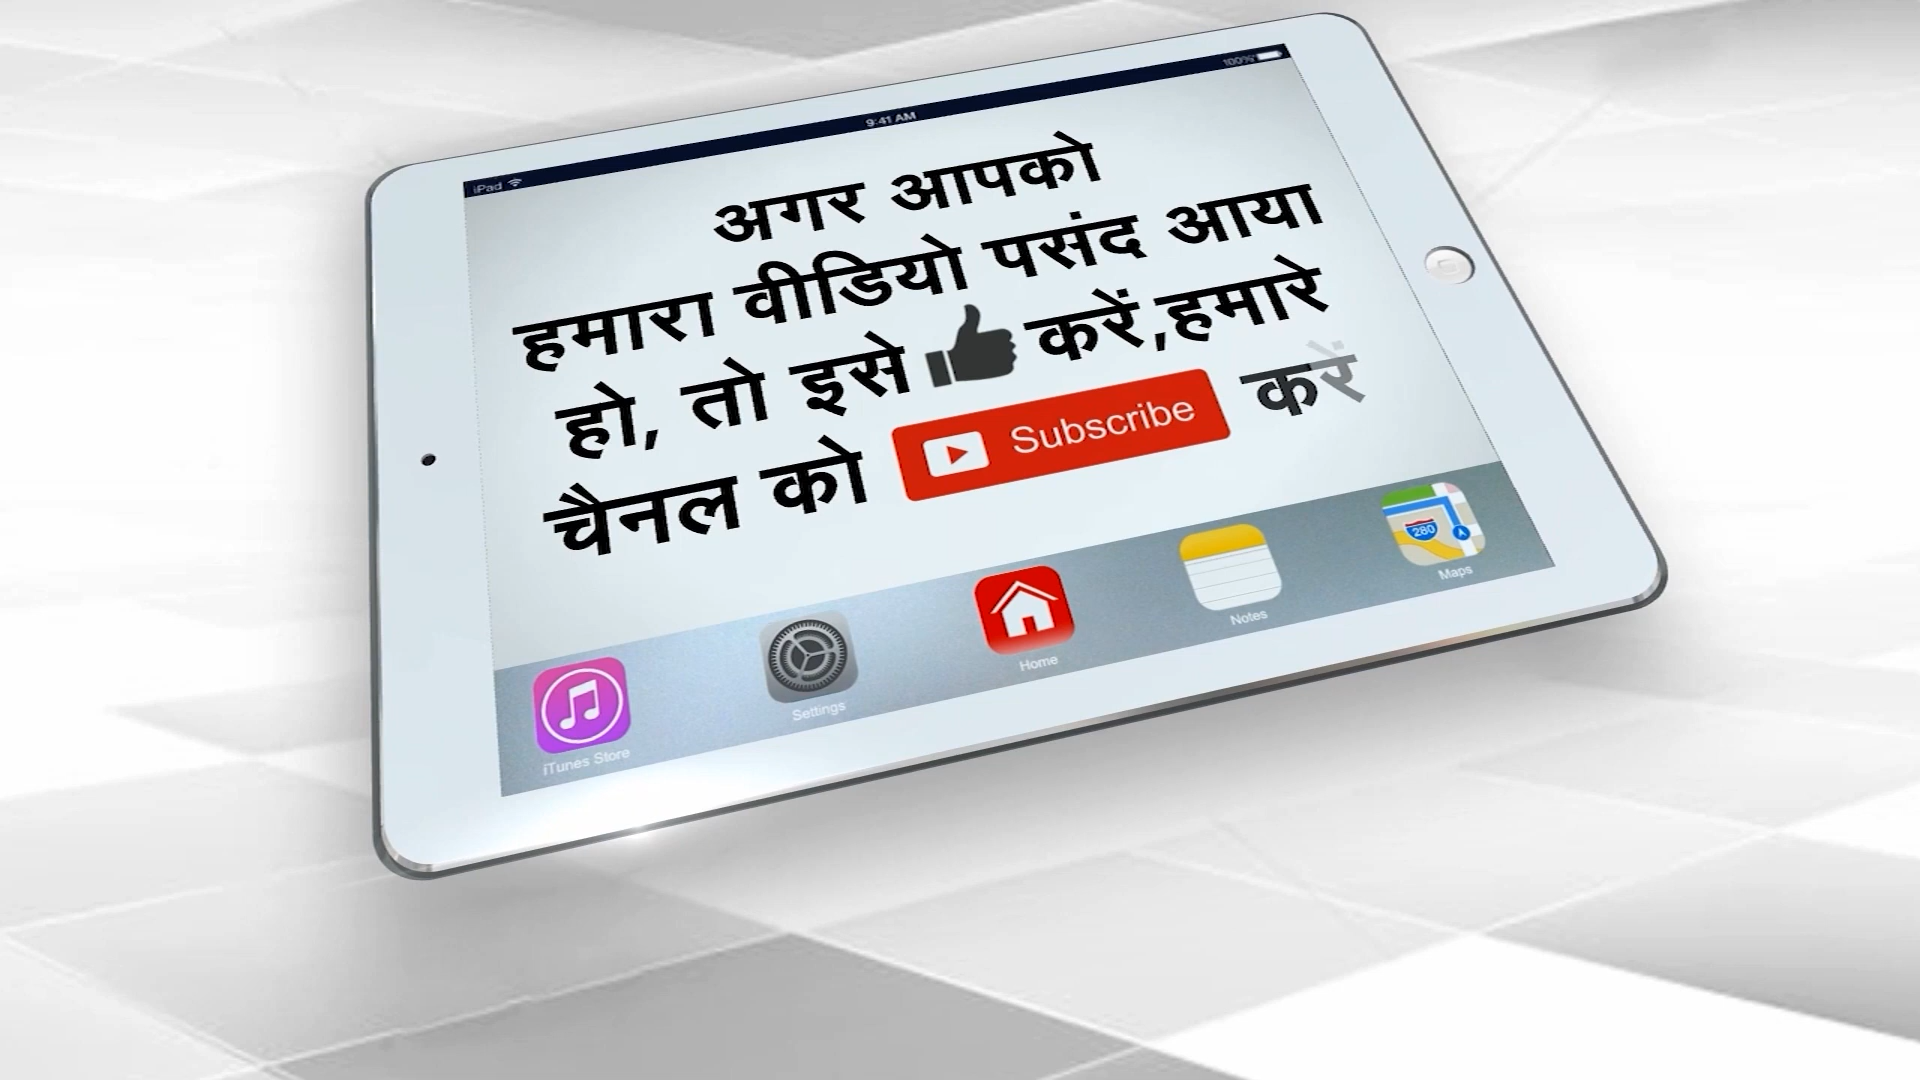 iPad
9:41 AM
100%
अगर आपको
हमारा वीडियो पसंद आया
हो, तो इसे करें,हमारे
चैनल को Subscribe करें
iTunes Store
Settings
Home
Notes
280
Maps